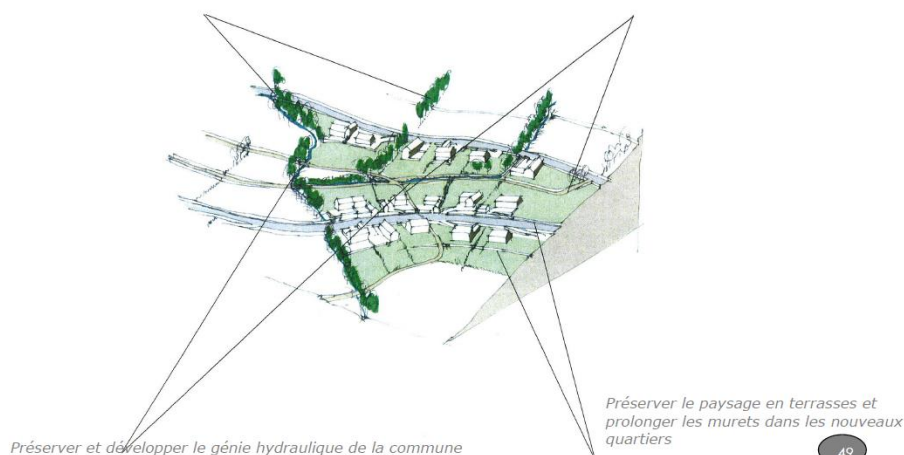 Préserver le paysage en terrasses et
prolonger les murets dans les nouveaux
quartiers
Préserver et développer le génie hydraulique de la commune
49